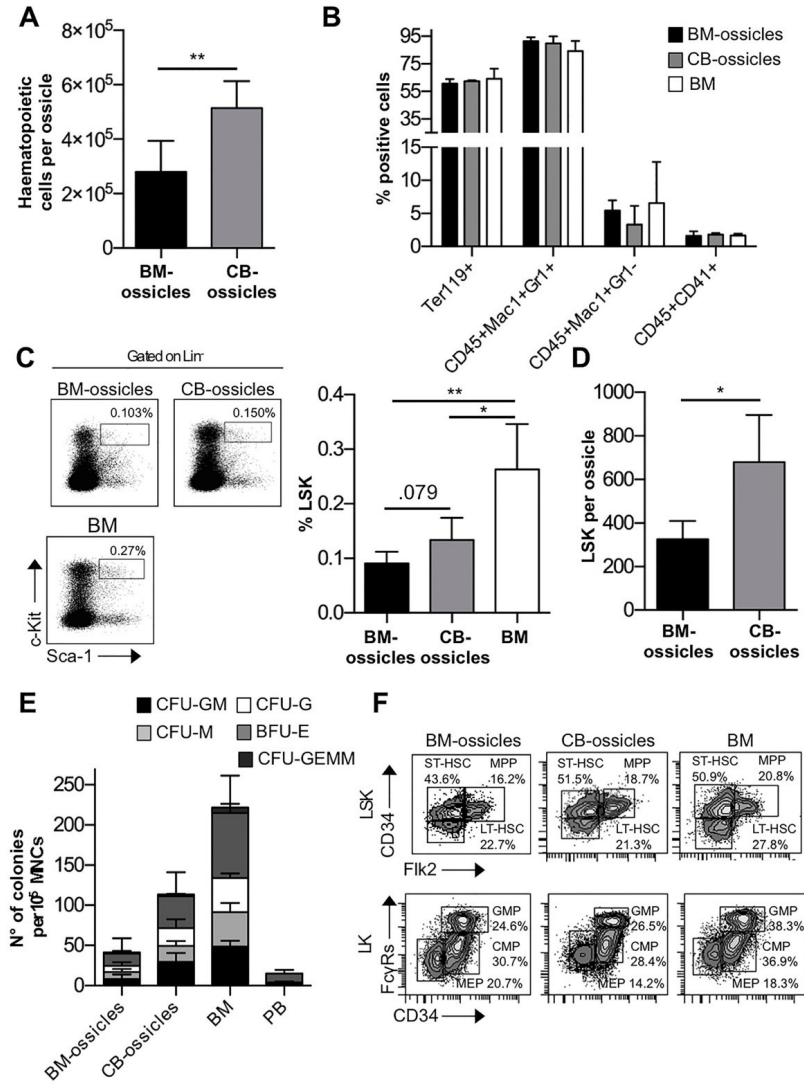 A
8×10⁵
6×10⁵
4×10⁵
2×10⁵
0
Haematopoietic
cells per ossicle
**
BM-
ossicles
CB-
ossicles
B
% positive cells
95
75
55
35
15
10
5
0
BM-ossicles
CB-ossicles
BM
Ter119+
CD45+Mac1+Gr1+
CD45+Mac1+Gr1-
CD45+CD41+
C
Gated on Lin⁻
BM-ossicles
0.103%
CB-ossicles
0.150%
BM
0.27%
c-Kit
Sca-1
% LSK
0.4
0.3
0.2
0.1
0.0
**
*
.079
BM-
ossicles
CB-
ossicles
BM
D
LSK per ossicle
1000
800
600
400
200
0
*
BM-
ossicles
CB-
ossicles
E
CFU-GM
CFU-G
CFU-M
BFU-E
CFU-GEMM
N° of colonies
per10⁵ MNCs
250
200
150
100
50
0
BM-ossicles
CB-ossicles
BM
PB
F
BM-ossicles
CB-ossicles
BM
LSK
CD34
Flk2
ST-HSC
43.6%
MPP
16.2%
LT-HSC
22.7%
ST-HSC
51.5%
MPP
18.7%
LT-HSC
21.3%
ST-HSC
50.9%
MPP
20.8%
LT-HSC
27.8%
LK
FcγRs
CD34
GMP
24.6%
CMP
30.7%
MEP 20.7%
GMP
26.5%
CMP
28.4%
MEP 14.2%
GMP
38.3%
CMP
36.9%
MEP 18.3%